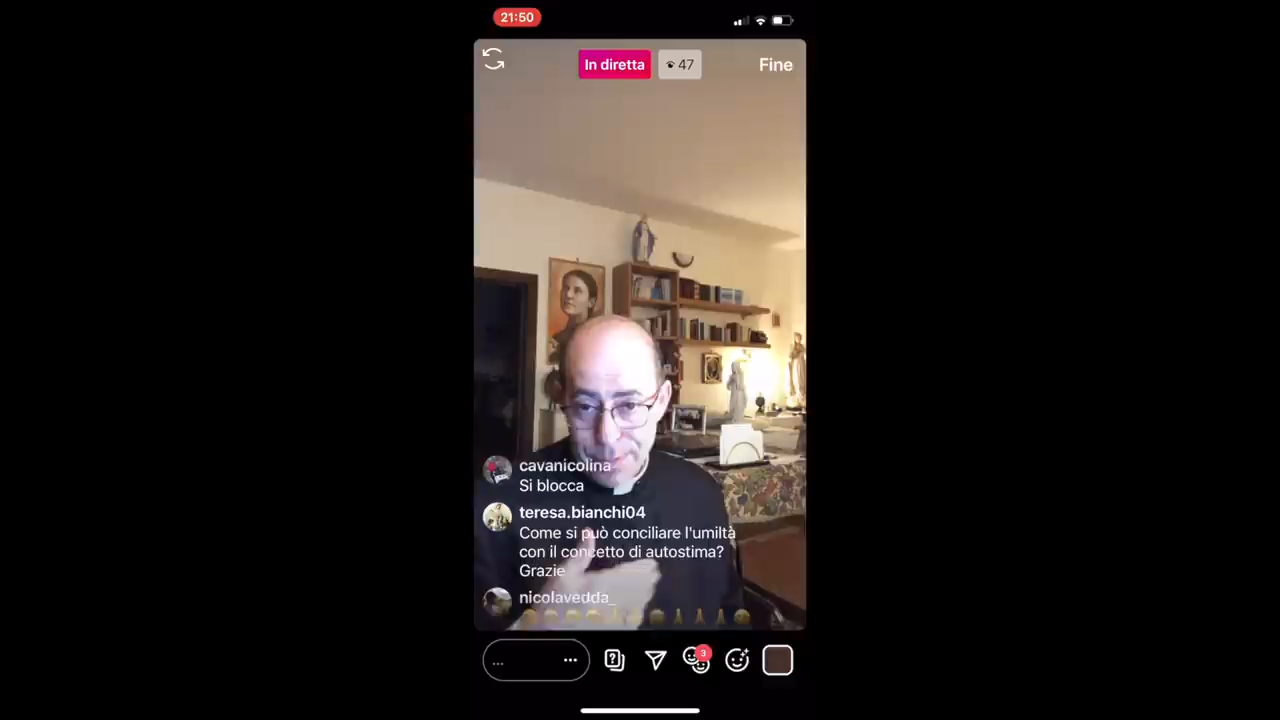 21:50
In diretta
47
Fine
cavanicolina
Si blocca
teresa.bianchi04
Come si può conciliare l'umiltà
con il concetto di autostima?
Grazie
nicolavedda_
...
3